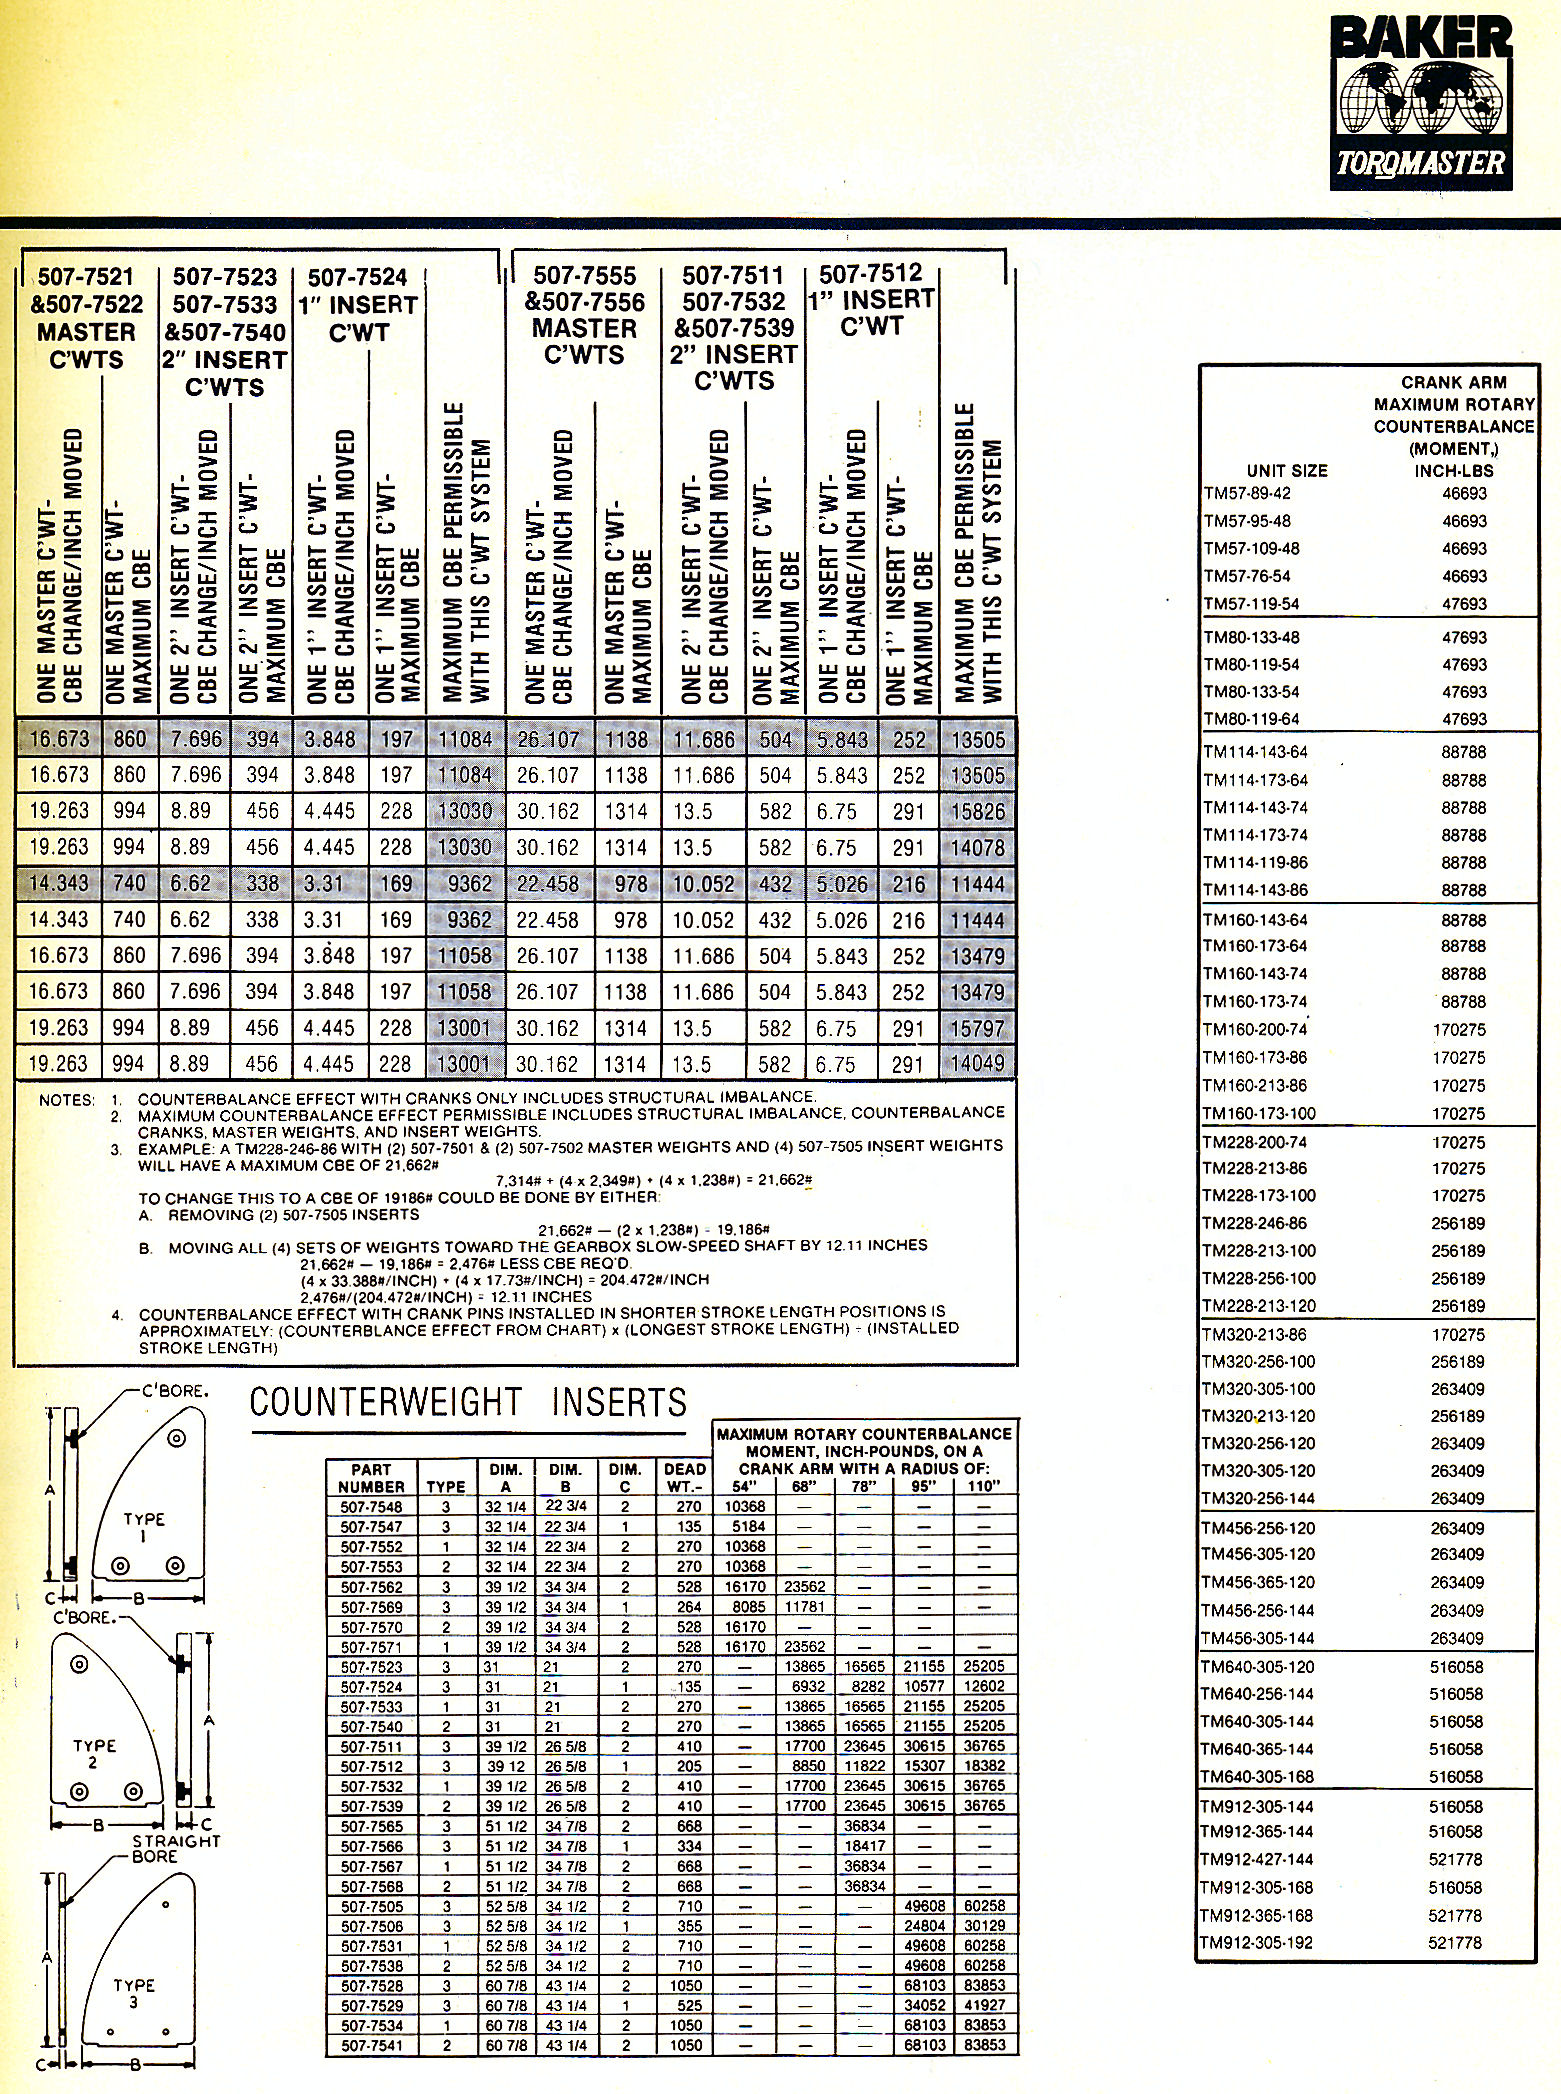 BAKER
TORQMASTER
507-7521
&507-7522
MASTER
C'WTS
507-7523
507-7533
&507-7540
2" INSERT
C'WTS
507-7524
1" INSERT
C'WT
507-7555
&507-7556
MASTER
C'WTS
507-7511
507-7532
&507-7539
2" INSERT
C'WTS
507-7512
1" INSERT
C'WT
ONE MASTER C'WT-
CBE CHANGE/INCH MOVED
ONE MASTER C'WT-
MAXIMUM CBE
ONE 2" INSERT C'WT-
CBE CHANGE/INCH MOVED
ONE 2" INSERT C'WT-
MAXIMUM CBE
ONE 1" INSERT C'WT-
CBE CHANGE/INCH MOVED
ONE 1" INSERT C'WT-
MAXIMUM CBE
MAXIMUM CBE PERMISSIBLE
WITH THIS C'WT SYSTEM
ONE MASTER C'WT-
CBE CHANGE/INCH MOVED
ONE MASTER C'WT-
MAXIMUM CBE
ONE 2" INSERT C'WT-
CBE CHANGE/INCH MOVED
ONE 2" INSERT C'WT-
MAXIMUM CBE
ONE 1" INSERT C'WT-
CBE CHANGE/INCH MOVED
ONE 1" INSERT C'WT-
MAXIMUM CBE
MAXIMUM CBE PERMISSIBLE
WITH THIS C'WT SYSTEM
16.673 860 7.696 394 3.848 197 11084 26.107 1138 11.686 504 5.843 252 13505
16.673 860 7.696 394 3.848 197 11084 26.107 1138 11.686 504 5.843 252 13505
19.263 994 8.89 456 4.445 228 13030 30.162 1314 13.5 582 6.75 291 15826
19.263 994 8.89 456 4.445 228 13030 30.162 1314 13.5 582 6.75 291 14078
14.343 740 6.62 338 3.31 169 9362 22.458 978 10.052 432 5.026 216 11444
14.343 740 6.62 338 3.31 169 9362 22.458 978 10.052 432 5.026 216 11444
16.673 860 7.696 394 3.848 197 11058 26.107 1138 11.686 504 5.843 252 13479
16.673 860 7.696 394 3.848 197 11058 26.107 1138 11.686 504 5.843 252 13479
19.263 994 8.89 456 4.445 228 13001 30.162 1314 13.5 582 6.75 291 15797
19.263 994 8.89 456 4.445 228 13001 30.162 1314 13.5 582 6.75 291 14049
NOTES: 1. COUNTERBALANCE EFFECT WITH CRANKS ONLY INCLUDES STRUCTURAL IMBALANCE.
2. MAXIMUM COUNTERBALANCE EFFECT PERMISSIBLE INCLUDES STRUCTURAL IMBALANCE, COUNTERBALANCE
CRANKS, MASTER WEIGHTS, AND INSERT WEIGHTS.
3. EXAMPLE: A TM228-246-86 WITH (2) 507-7501 & (2) 507-7502 MASTER WEIGHTS AND (4) 507-7505 INSERT WEIGHTS
WILL HAVE A MAXIMUM CBE OF 21,662#
7,314# + (4 x 2,349#) + (4 x 1,238#) = 21,662#
TO CHANGE THIS TO A CBE OF 19186# COULD BE DONE BY EITHER:
A. REMOVING (2) 507-7505 INSERTS
21,662# — (2 x 1,238#) = 19,186#
B. MOVING ALL (4) SETS OF WEIGHTS TOWARD THE GEARBOX SLOW-SPEED SHAFT BY 12.11 INCHES
21,662# — 19,186# = 2,476# LESS CBE REQ'D.
(4 x 33.388#/INCH) + (4 x 17.73#/INCH) = 204.472#/INCH
2,476#/(204.472#/INCH) = 12.11 INCHES
4. COUNTERBALANCE EFFECT WITH CRANK PINS INSTALLED IN SHORTER STROKE LENGTH POSITIONS IS
APPROXIMATELY: (COUNTERBLANCE EFFECT FROM CHART) x (LONGEST STROKE LENGTH) ÷ (INSTALLED
STROKE LENGTH)
C'BORE.
A
TYPE
1
C
B
C'BORE.
A
TYPE
2
B
C
STRAIGHT
BORE
A
TYPE
3
C
B
COUNTERWEIGHT INSERTS
MAXIMUM ROTARY COUNTERBALANCE
MOMENT, INCH-POUNDS, ON A
CRANK ARM WITH A RADIUS OF:
PART DIM. DIM. DIM. DEAD
NUMBER TYPE A B C WT.- 54" 68" 78" 95" 110"
507-7548 3 32 1/4 22 3/4 2 270 10368 — — — —
507-7547 3 32 1/4 22 3/4 1 135 5184 — — — —
507-7552 1 32 1/4 22 3/4 2 270 10368 — — — —
507-7553 2 32 1/4 22 3/4 2 270 10368 — — — —
507-7562 3 39 1/2 34 3/4 2 528 16170 23562 — — —
507-7569 3 39 1/2 34 3/4 1 264 8085 11781 — — —
507-7570 2 39 1/2 34 3/4 2 528 16170 — — — —
507-7571 1 39 1/2 34 3/4 2 528 16170 23562 — — —
507-7523 3 31 21 2 270 — 13865 16565 21155 25205
507-7524 3 31 21 1 135 — 6932 8282 10577 12602
507-7533 1 31 21 2 270 — 13865 16565 21155 25205
507-7540 2 31 21 2 270 — 13865 16565 21155 25205
507-7511 3 39 1/2 26 5/8 2 410 — 17700 23645 30615 36765
507-7512 3 39 12 26 5/8 1 205 — 8850 11822 15307 18382
507-7532 1 39 1/2 26 5/8 2 410 — 17700 23645 30615 36765
507-7539 2 39 1/2 26 5/8 2 410 — 17700 23645 30615 36765
507-7565 3 51 1/2 34 7/8 2 668 — — 36834 — —
507-7566 3 51 1/2 34 7/8 1 334 — — 18417 — —
507-7567 1 51 1/2 34 7/8 2 668 — — 36834 — —
507-7568 2 51 1/2 34 7/8 2 668 — — 36834 — —
507-7505 3 52 5/8 34 1/2 2 710 — — 49608 60258
507-7506 3 52 5/8 34 1/2 1 355 — — — 24804 30129
507-7531 1 52 5/8 34 1/2 2 710 — — — 49608 60258
507-7538 2 52 5/8 34 1/2 2 710 — — — 49608 60258
507-7528 3 60 7/8 43 1/4 2 1050 — — — 68103 83853
507-7529 3 60 7/8 43 1/4 1 525 — — — 34052 41927
507-7534 1 60 7/8 43 1/4 2 1050 — — — 68103 83853
507-7541 2 60 7/8 43 1/4 2 1050 — — — 68103 83853
CRANK ARM
MAXIMUM ROTARY
COUNTERBALANCE
(MOMENT,)
UNIT SIZE INCH-LBS
TM57-89-42 46693
TM57-95-48 46693
TM57-109-48 46693
TM57-76-54 46693
TM57-119-54 47693
TM80-133-48 47693
TM80-119-54 47693
TM80-133-54 47693
TM80-119-64 47693
TM114-143-64 88788
TM114-173-64 88788
TM114-143-74 88788
TM114-173-74 88788
TM114-119-86 88788
TM114-143-86 88788
TM160-143-64 88788
TM160-173-64 88788
TM160-143-74 88788
TM160-173-74 88788
TM160-200-74 170275
TM160-173-86 170275
TM160-213-86 170275
TM160-173-100 170275
TM228-200-74 170275
TM228-213-86 170275
TM228-173-100 170275
TM228-246-86 256189
TM228-213-100 256189
TM228-256-100 256189
TM228-213-120 256189
TM320-213-86 170275
TM320-256-100 256189
TM320-305-100 263409
TM320-213-120 256189
TM320-256-120 263409
TM320-305-120 263409
TM320-256-144 263409
TM456-256-120 263409
TM456-305-120 263409
TM456-365-120 263409
TM456-256-144 263409
TM456-305-144 263409
TM640-305-120 516058
TM640-256-144 516058
TM640-305-144 516058
TM640-365-144 516058
TM640-305-168 516058
TM912-305-144 516058
TM912-365-144 516058
TM912-427-144 521778
TM912-305-168 516058
TM912-365-168 521778
TM912-305-192 521778